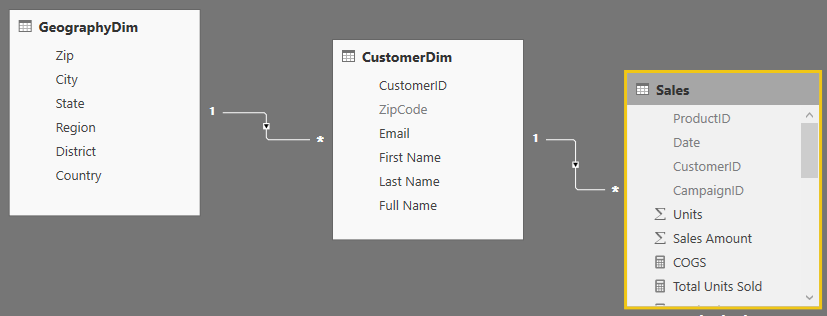 GeographyDim
Zip
City
State
Region
District
Country
1
*
CustomerDim
CustomerID
ZipCode
Email
First Name
Last Name
Full Name
1
*
Sales
ProductID
Date
CustomerID
CampaignID
Σ Units
Σ Sales Amount
COGS
Total Units Sold